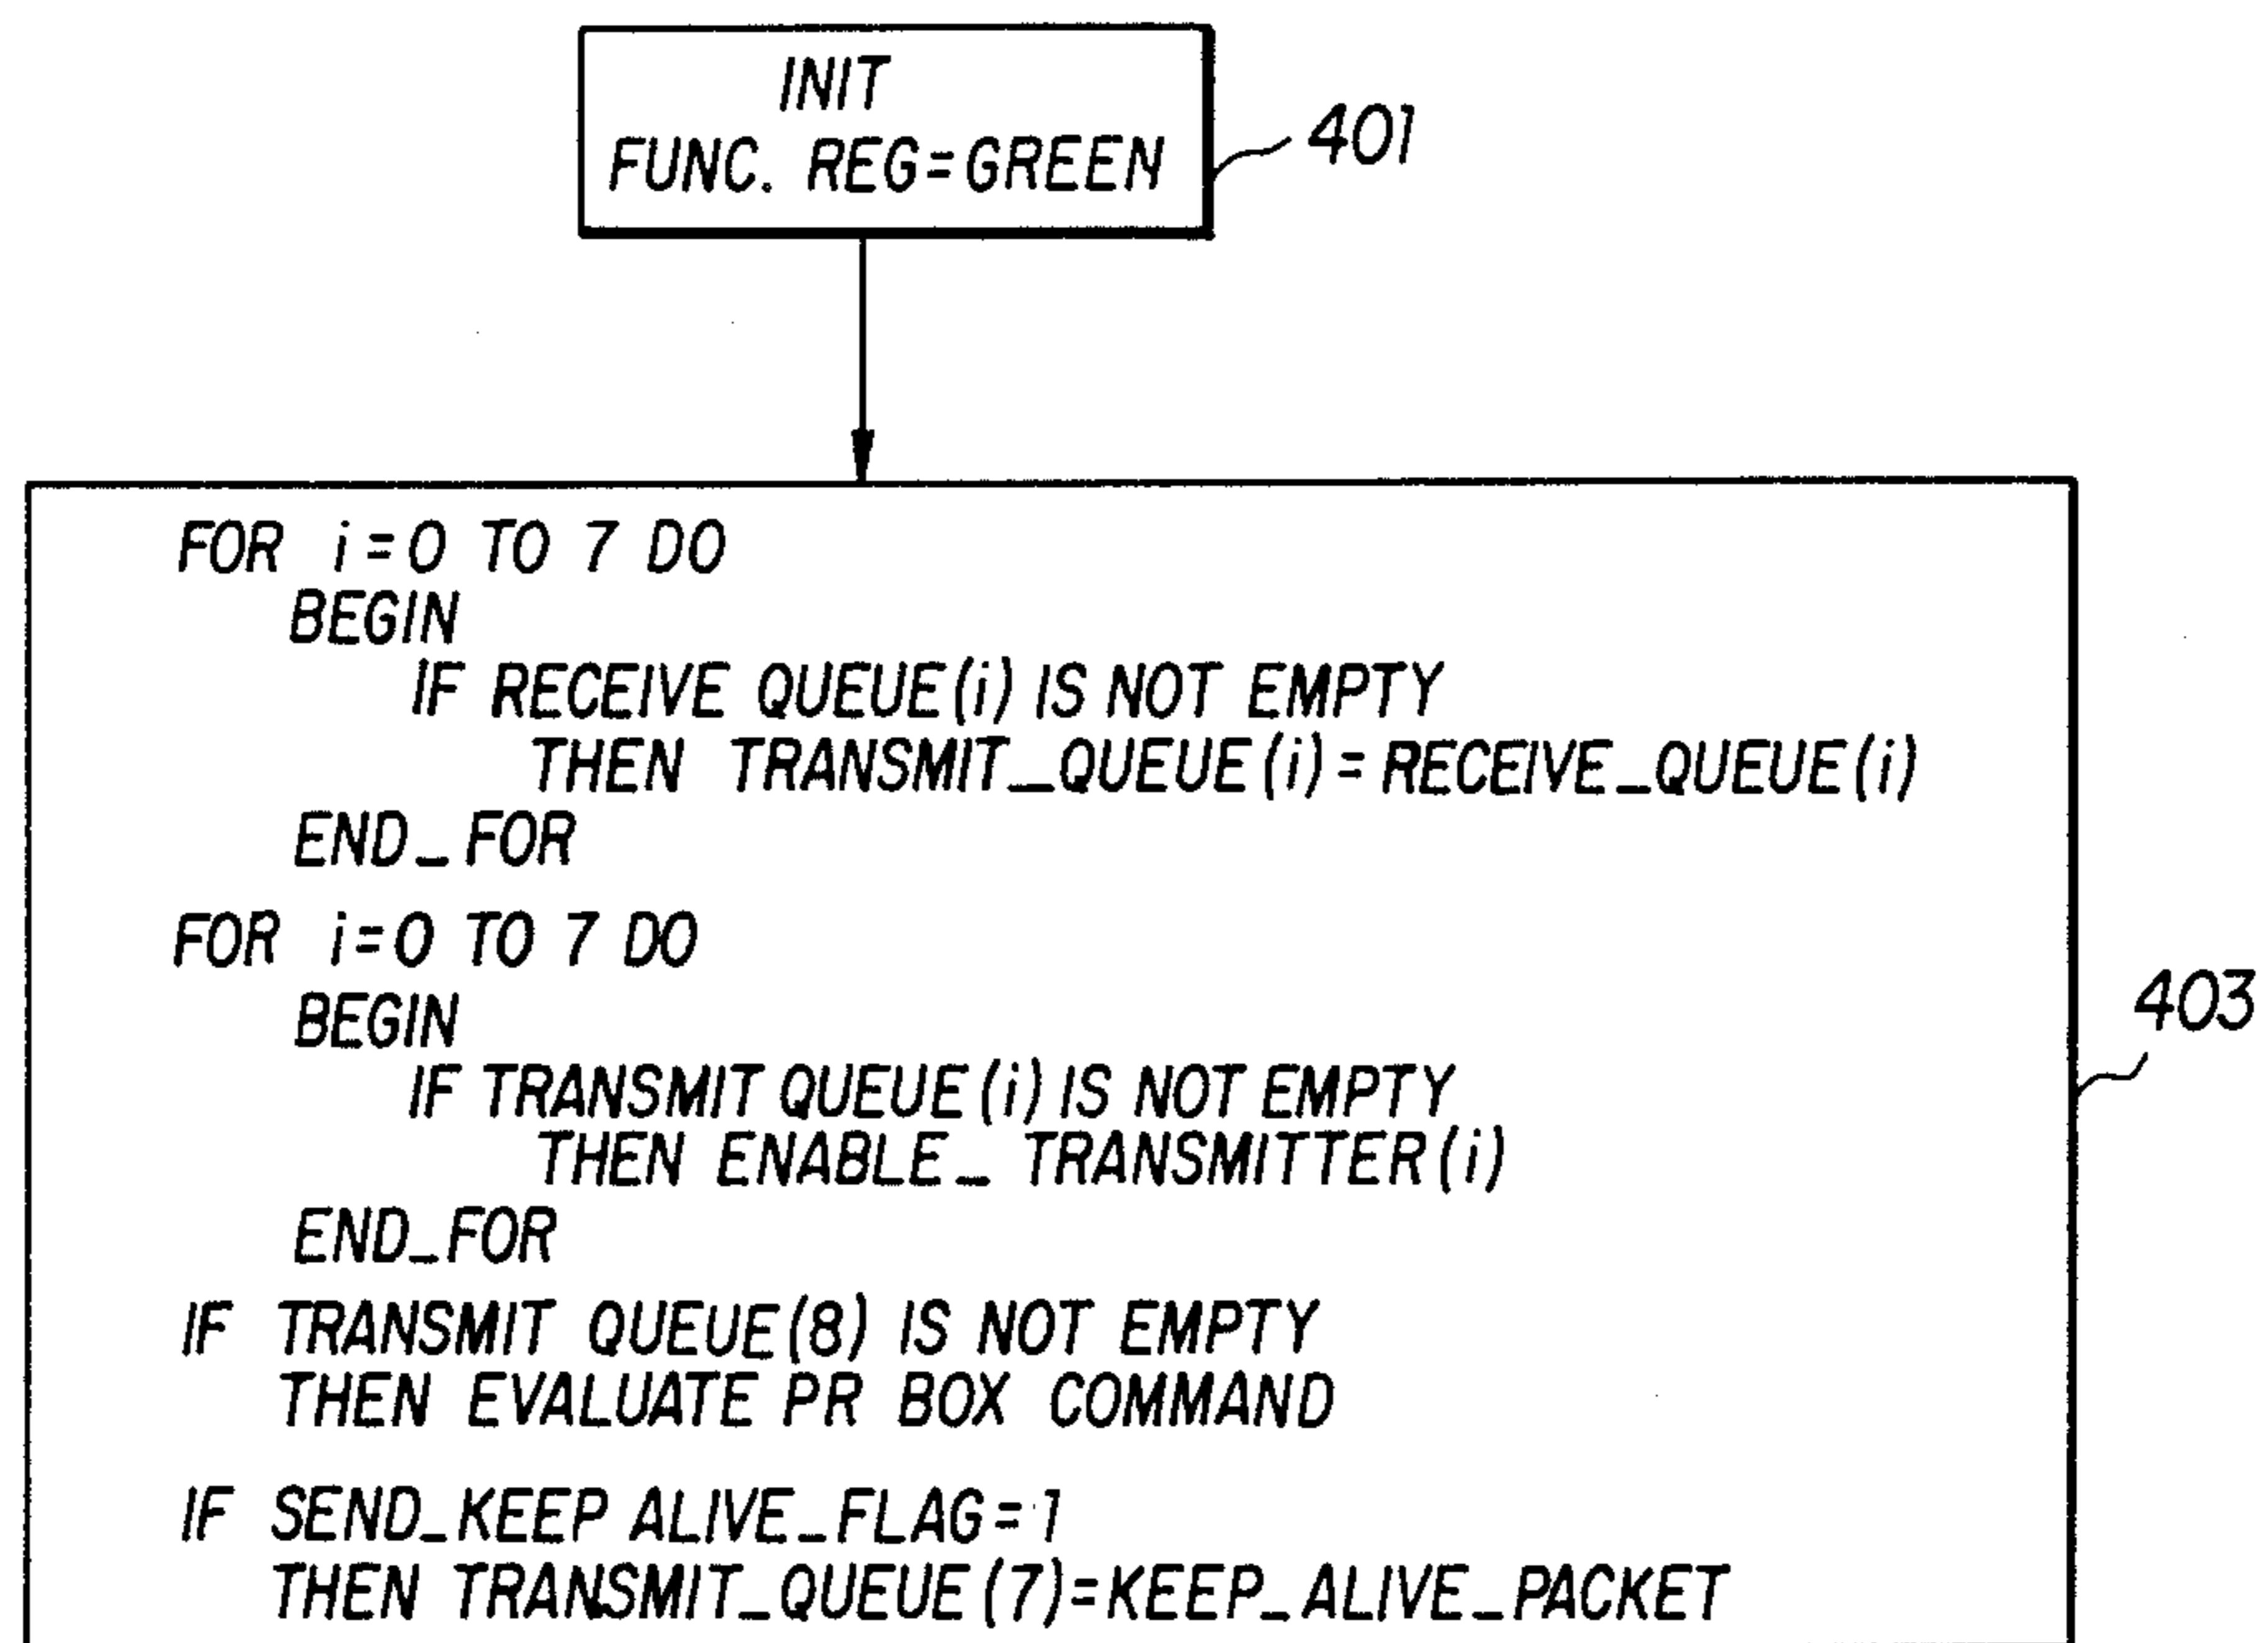 INIT
FUNC. REG=GREEN
401
FOR i=0 TO 7 DO
BEGIN
IF RECEIVE QUEUE(i) IS NOT EMPTY
THEN TRANSMIT_QUEUE(i)=RECEIVE_QUEUE(i)
END_FOR
FOR i=0 TO 7 DO
BEGIN
403
IF TRANSMIT QUEUE(i) IS NOT EMPTY
THEN ENABLE_ TRANSMITTER(i)
END_FOR
IF TRANSMIT QUEUE(8) IS NOT EMPTY
THEN EVALUATE PR BOX COMMAND
IF SEND_KEEP ALIVE_FLAG=1
THEN TRANSMIT_QUEUE(7)=KEEP_ALIVE_PACKET